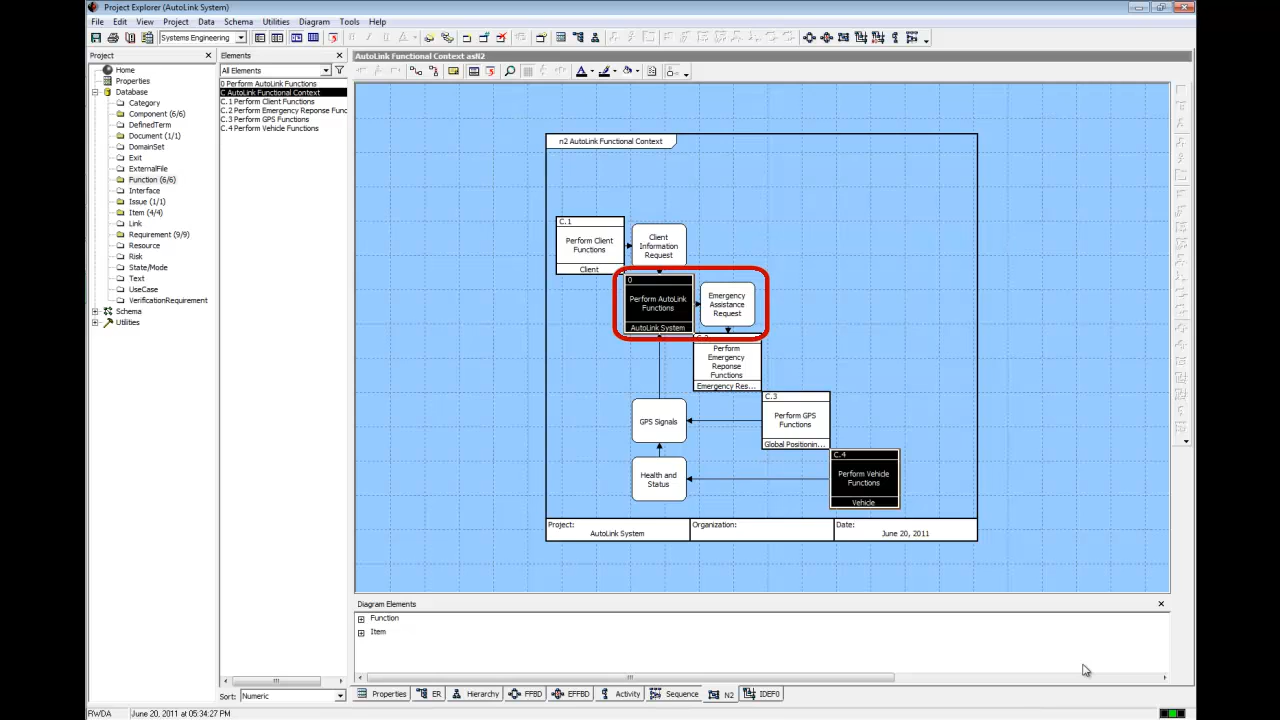 Project Explorer (AutoLink System)
File Edit View Project Data Schema Utilities Diagram Tools Help
Systems Engineering
Project
Home
Properties
Database
Category
Component (6/6)
DefinedTerm
Document (1/1)
DomainSet
Exit
ExternalFile
Function (6/6)
Interface
Issue (1/1)
Item (4/4)
Link
Requirement (9/9)
Resource
Risk
State/Mode
Text
UseCase
VerificationRequirement
Schema
Utilities
Elements
All Elements
0 Perform AutoLink Functions
C AutoLink Functional Context
C.1 Perform Client Functions
C.2 Perform Emergency Reponse Func
C.3 Perform GPS Functions
C.4 Perform Vehicle Functions
Sort: Numeric
AutoLink Functional Context asN2
n2 AutoLink Functional Context
C.1
Perform Client
Functions
Client
Client
Information
Request
0
Perform AutoLink
Functions
AutoLink System
Emergency
Assistance
Request
Perform
Emergency
Reponse
Functions
Emergency Res...
GPS Signals
C.3
Perform GPS
Functions
Global Positionin...
Health and
Status
C.4
Perform Vehicle
Functions
Vehicle
Project:
AutoLink System
Organization:
Date:
June 20, 2011
Diagram Elements
Function
Item
Properties ER Hierarchy FFBD EFFBD Activity Sequence N2 IDEF0
RWDA June 20, 2011 at 05:34:27 PM